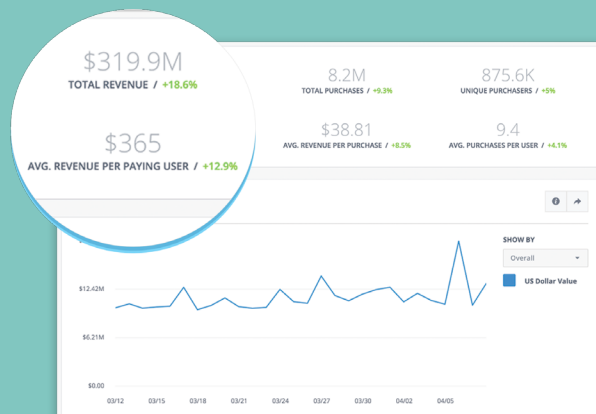 $319.9M
TOTAL REVENUE / +18.6%
$365
AVG. REVENUE PER PAYING USER / +12.9%
8.2M
TOTAL PURCHASES / +9.3%
875.6K
UNIQUE PURCHASERS / +5%
$38.81
AVG. REVENUE PER PURCHASE / +8.5%
9.4
AVG. PURCHASES PER USER / +4.1%
SHOW BY
Overall
US Dollar Value
$12.42M
$6.21M
$0.00
03/12 03/15 03/18 03/21 03/24 03/27 03/30 04/02 04/05